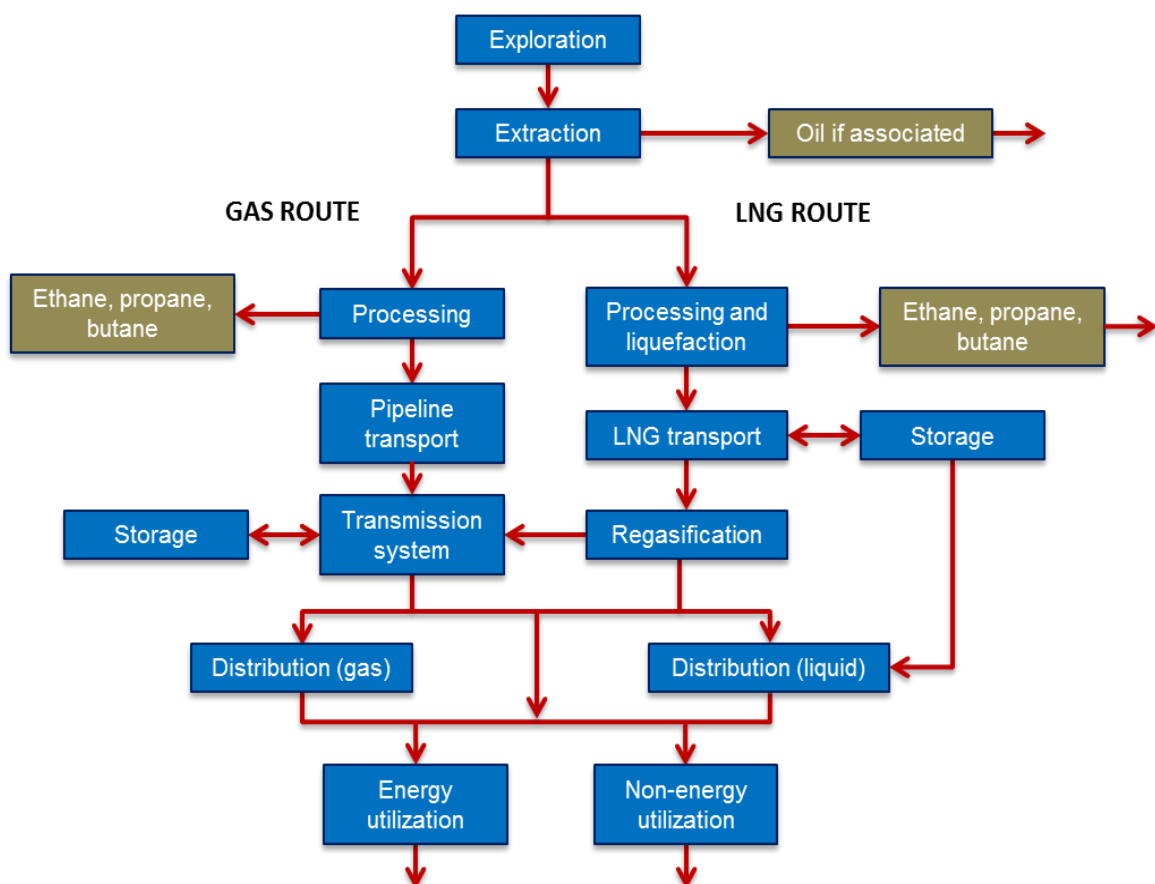 Exploration
Extraction
Oil if associated
GAS ROUTE
LNG ROUTE
Ethane, propane,
butane
Processing
Processing and
liquefaction
Ethane, propane,
butane
Pipeline
transport
LNG transport
Storage
Storage
Transmission
system
Regasification
Distribution (gas)
Distribution (liquid)
Energy
utilization
Non-energy
utilization